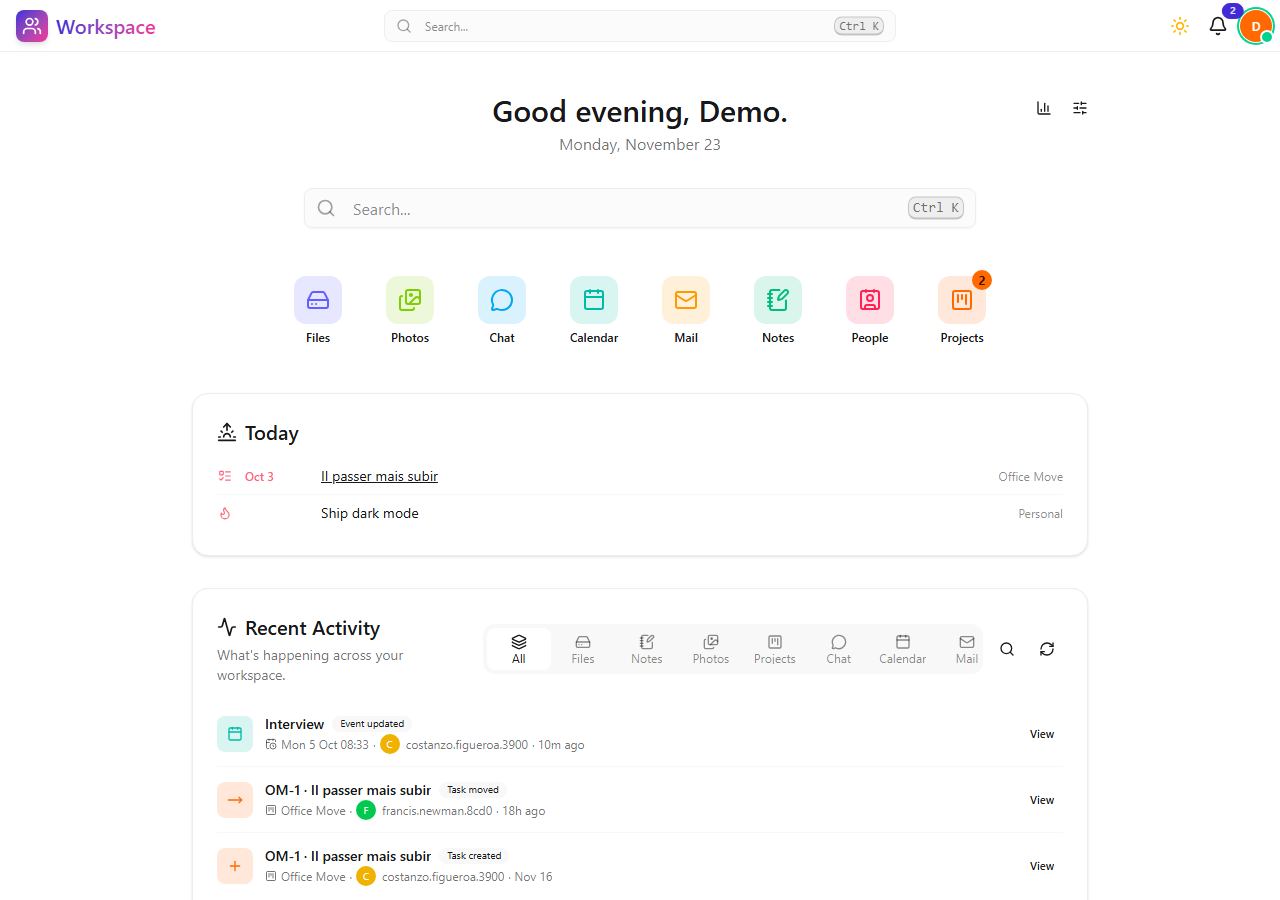 Workspace
Search...
Ctrl K
2
D
Good evening, Demo.
Monday, November 23
Search...
Ctrl K
2
Files
Photos
Chat
Calendar
Mail
Notes
People
Projects
Today
Oct 3
Il passer mais subir
Office Move
Ship dark mode
Personal
Recent Activity
What's happening across your
workspace.
All
Files
Notes
Photos
Projects
Chat
Calendar
Mail
Interview
Event updated
Mon 5 Oct 08:33 · C costanzo.figueroa.3900 · 10m ago
View
OM-1 · Il passer mais subir
Task moved
Office Move · F francis.newman.8cd0 · 18h ago
View
OM-1 · Il passer mais subir
Task created
Office Move · C costanzo.figueroa.3900 · Nov 16
View